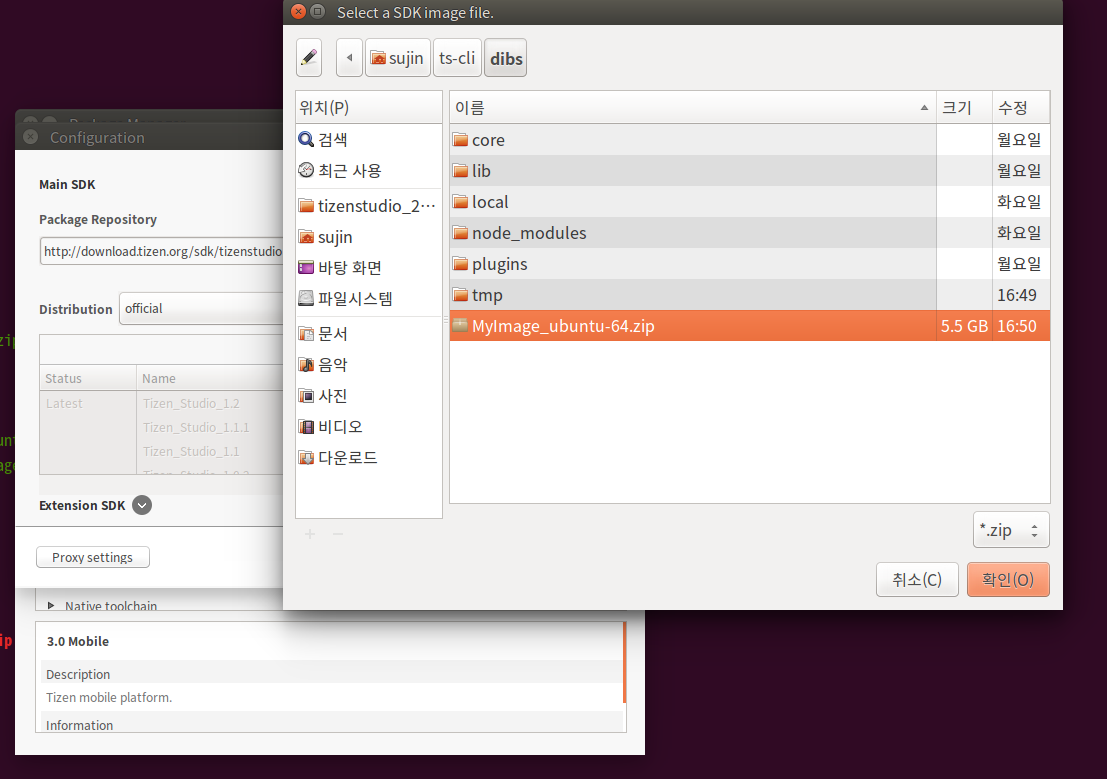 Select a SDK image file.
sujin
ts-cli
dibs
위치(P)
검색
최근 사용
tizenstudio_2…
sujin
바탕 화면
파일시스템
문서
음악
사진
비디오
다운로드
이름 크기 수정
core 월요일
lib 월요일
local 화요일
node_modules 화요일
plugins 월요일
tmp 16:49
MyImage_ubuntu-64.zip 5.5 GB 16:50
*.zip
취소(C) 확인(O)
Configuration
Main SDK
Package Repository
http://download.tizen.org/sdk/tizenstudio
Distribution official
Status Name
Latest Tizen_Studio_1.2
Tizen_Studio_1.1.1
Tizen_Studio_1.1
Extension SDK
Proxy settings
Native toolchain
3.0 Mobile
Description
Tizen mobile platform.
Information
zip
unt
ago
ip